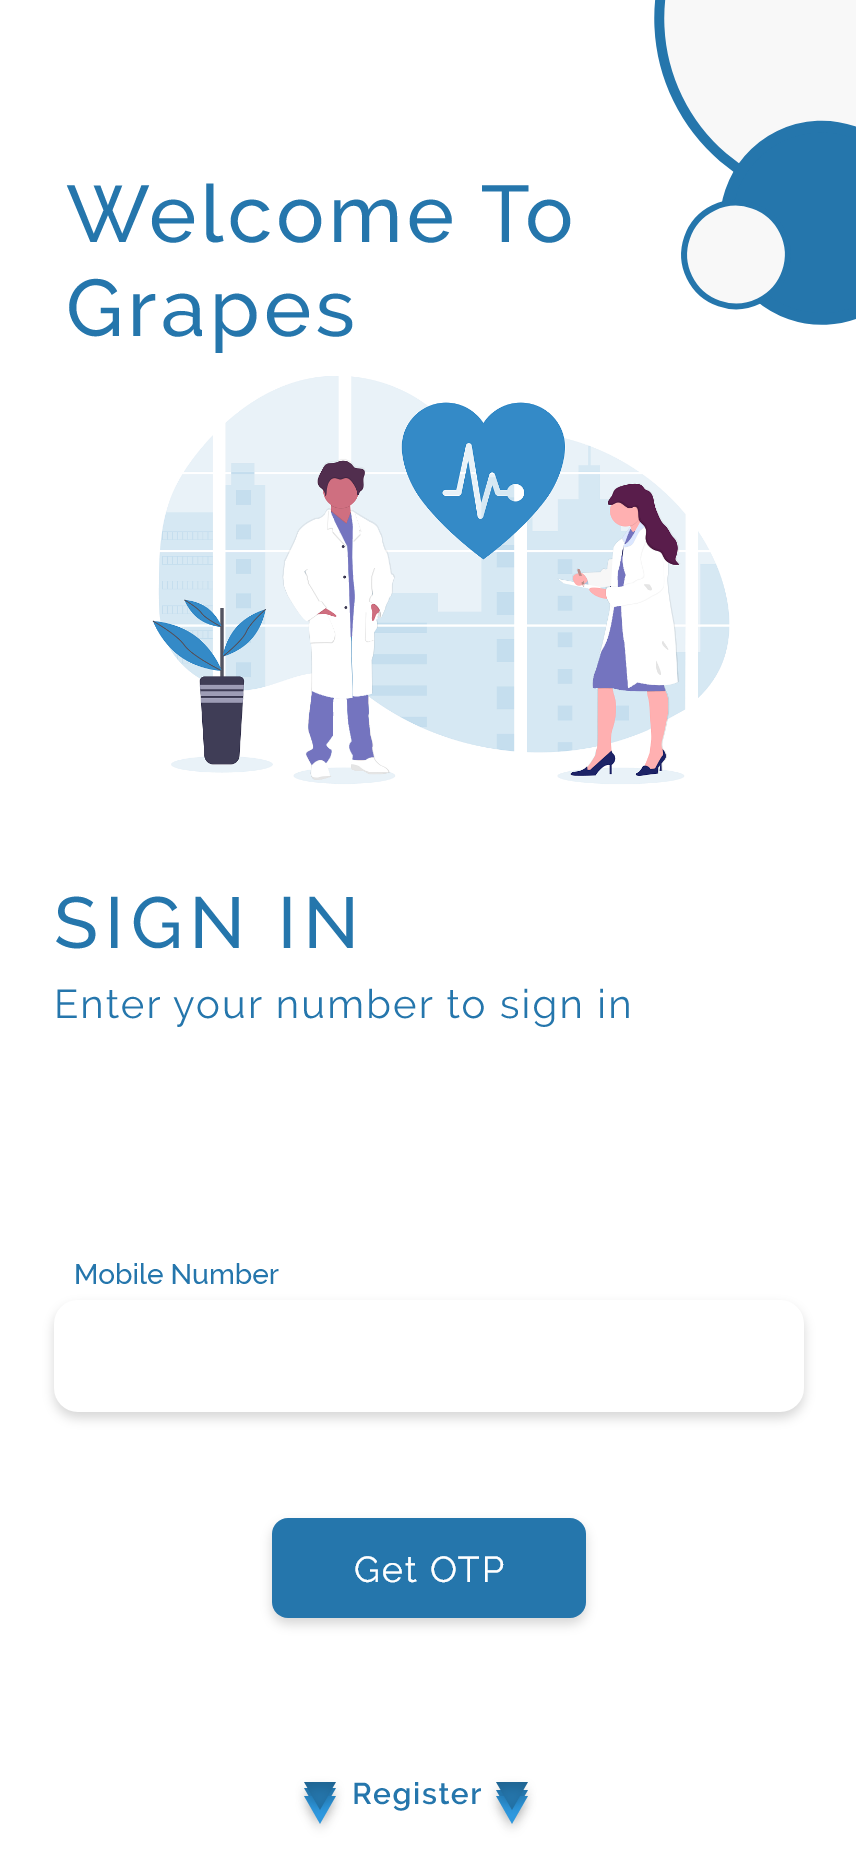 Welcome To
Grapes
SIGN IN
Enter your number to sign in
Mobile Number
Get OTP
Register